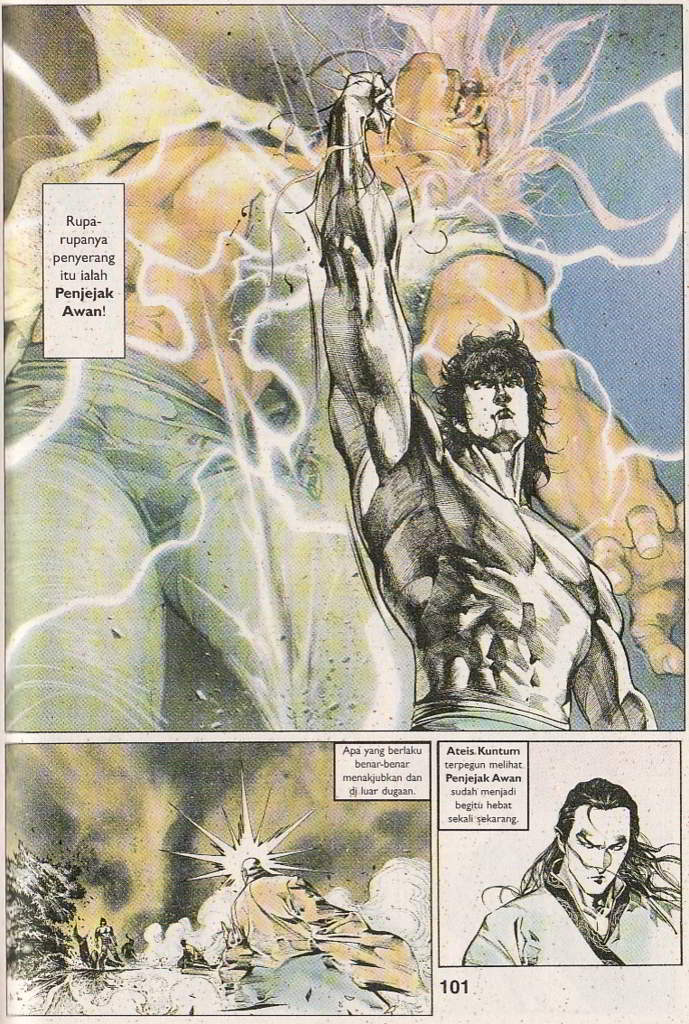 Rupa-
rupanya
penyerang
itu ialah
Penjejak
Awan!
Apa yang berlaku
benar-benar
menakjubkan dan
di luar dugaan.
Ateis Kuntum
terpegun melihat
Penjejak Awan
sudah menjadi
begitu hebat
sekali sekarang.
101